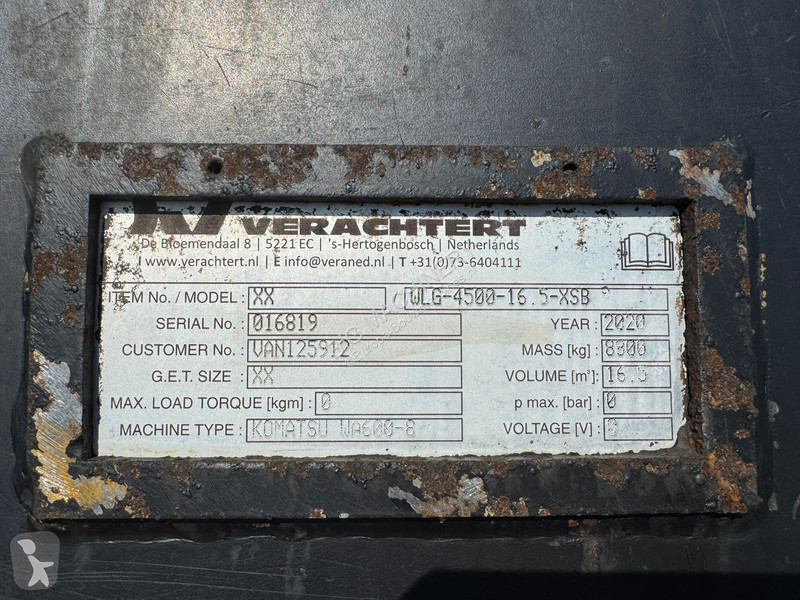 VERACHTERT
De Bloemendaal 8 | 5221 EC | 's-Hertogenbosch | Netherlands
I www.verachtert.nl | E info@veraned.nl | T +31(0)73-6404111
ITEM No. / MODEL : XX / WLG-4500-16.5-XSB
SERIAL No. : 016819 YEAR : 2020
CUSTOMER No. : VAN125912 MASS [kg] : 8300
G.E.T. SIZE : XX VOLUME [m³] : 16.5
MAX. LOAD TORQUE [kgm] : 0 p max. [bar] : 0
MACHINE TYPE : KOMATSU WA600-8 VOLTAGE [V] : 0